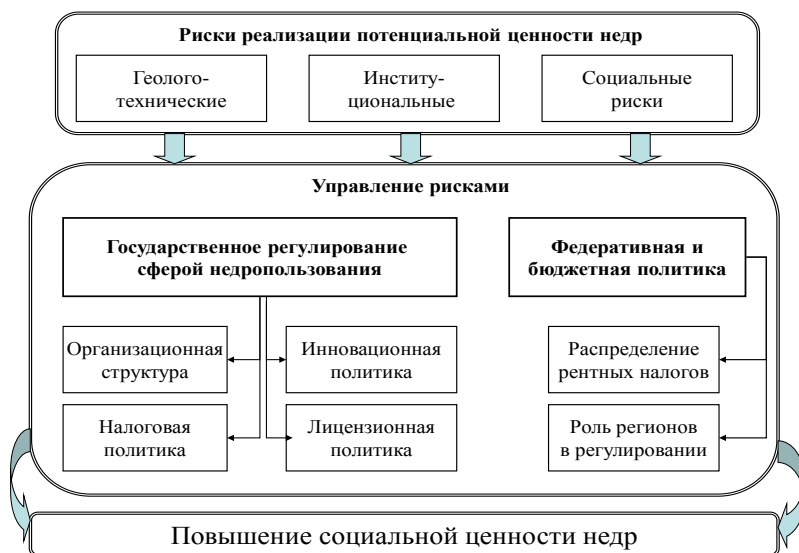 Риски реализации потенциальной ценности недр
Геолого-
технические
Институ-
циональные
Социальные
риски
Управление рисками
Государственное регулирование
сферой недропользования
Федеративная и
бюджетная политика
Организационная
структура
Инновационная
политика
Распределение
рентных налогов
Налоговая
политика
Лицензионная
политика
Роль регионов
в регулировании
Повышение социальной ценности недр